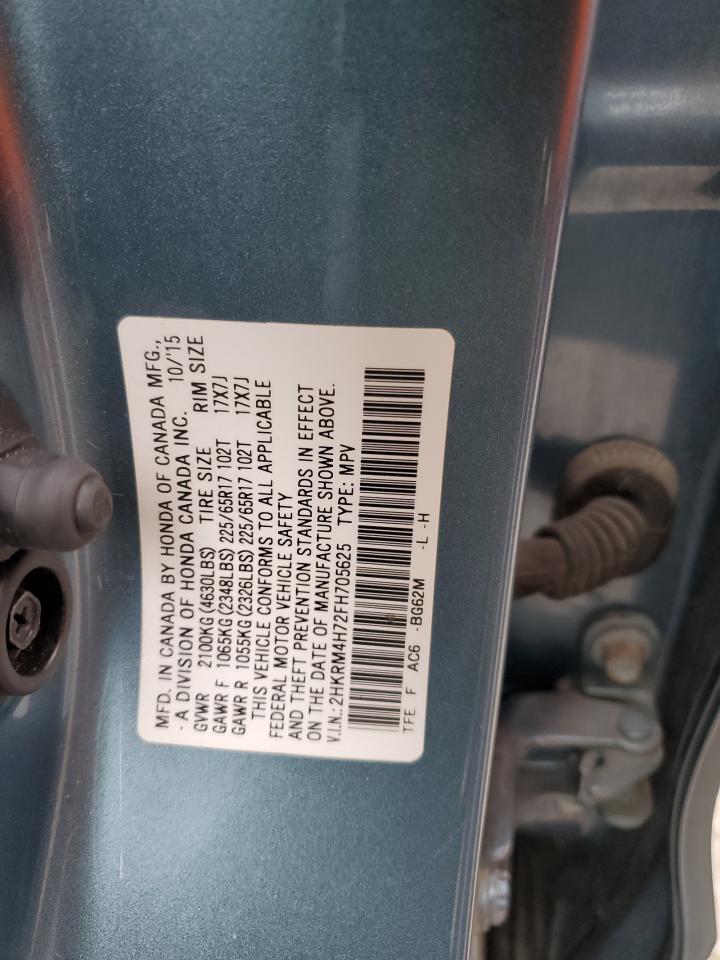 MFD. IN CANADA BY HONDA OF CANADA MFG.,
- A DIVISION OF HONDA CANADA INC. 10/'15
GVWR 2100KG (4630LBS) TIRE SIZE RIM SIZE
GAWR F 1065KG (2348LBS) 225/65R17 102T 17X7J
GAWR R 1055KG (2326LBS) 225/65R17 102T 17X7J
THIS VEHICLE CONFORMS TO ALL APPLICABLE
FEDERAL MOTOR VEHICLE SAFETY
AND THEFT PREVENTION STANDARDS IN EFFECT
ON THE DATE OF MANUFACTURE SHOWN ABOVE.
V.I.N.: 2HKRM4H72FH705625 TYPE: MPV
TFE F AC6 -BG62M -L -H